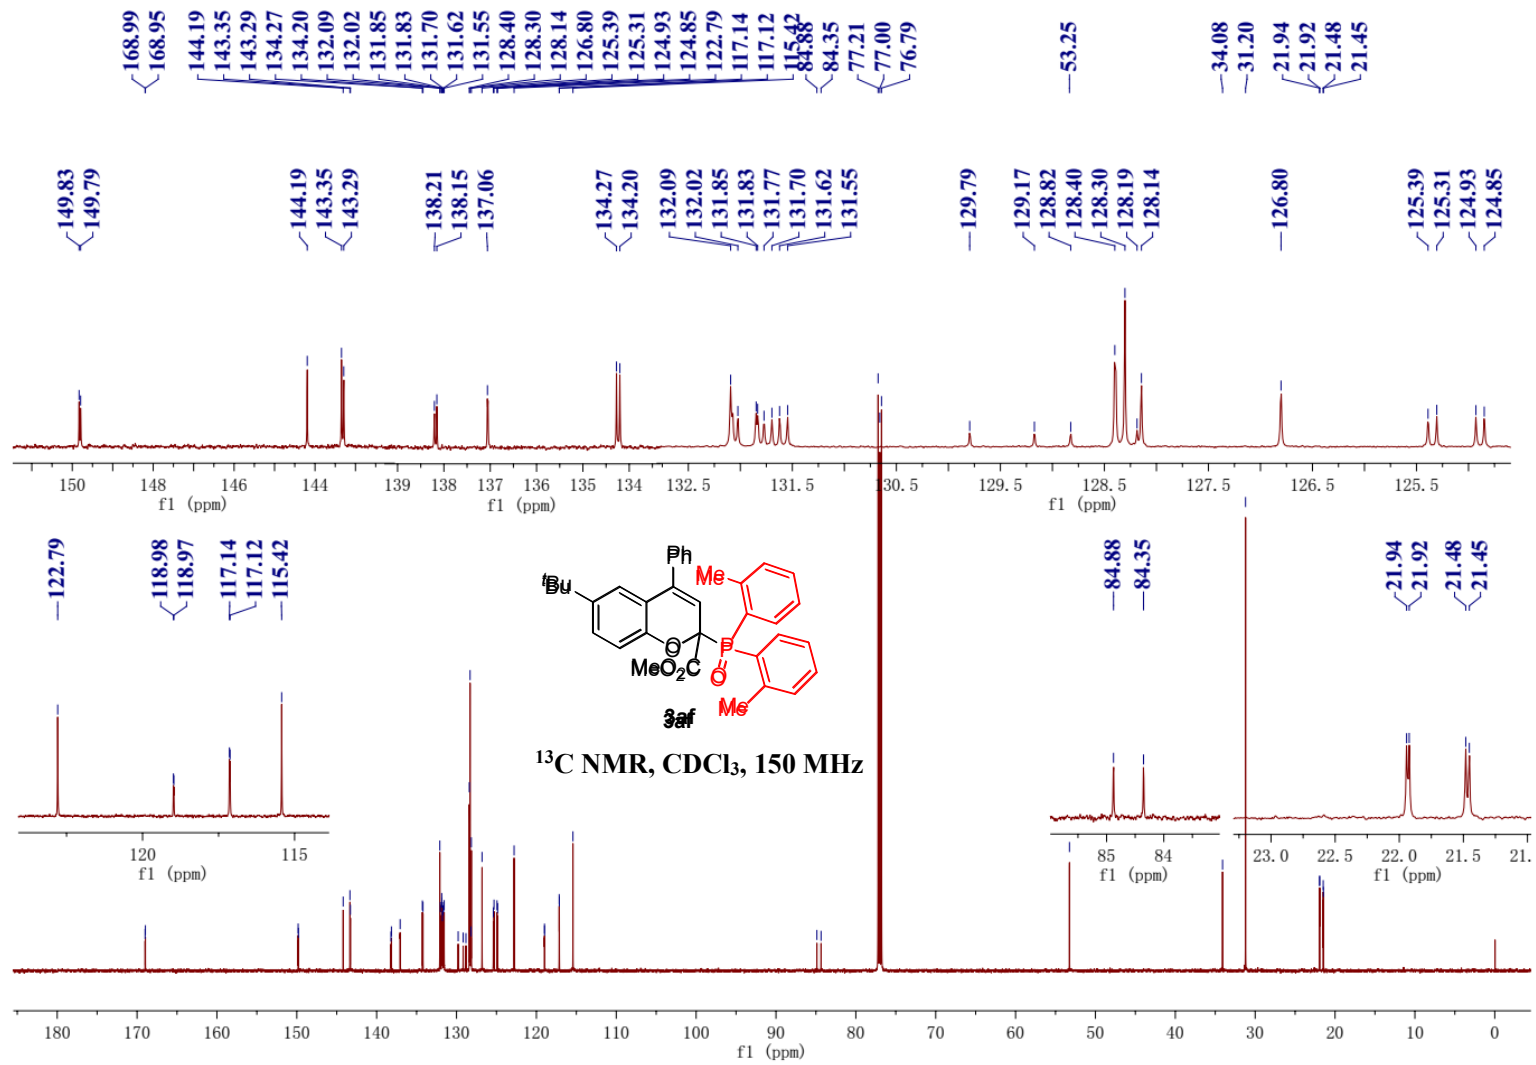 168.99 168.95 144.19 143.35 143.29 134.27 134.20 132.09 132.02 131.85 131.83 131.70 131.62 131.55 128.40 128.30 128.14 126.80 125.39 125.31 124.93 124.85 122.79 117.14 117.12 115.42 84.88 84.35 77.21 77.00 76.79 53.25 34.08 31.20 21.94 21.92 21.48 21.45
149.83 149.79 144.19 143.35 143.29 138.21 138.15 137.06 134.27 134.20 132.09 132.02 131.85 131.83 131.77 131.70 131.62 131.55 129.79 129.17 128.82 128.40 128.30 128.19 128.14 126.80 125.39 125.31 124.93 124.85
150 148 146 144 139 138 137 136 135 134 132.5 131.5 130.5 129.5 128.5 127.5 126.5 125.5
f1 (ppm) f1 (ppm) f1 (ppm)
122.79 118.98 118.97 117.14 117.12 115.42
84.88 84.35 21.94 21.92 21.48 21.45
Ph
tBu
Me
O
P
MeO2C
O
Me
3af
13C NMR, CDCl3, 150 MHz
120 115
f1 (ppm)
85 84
f1 (ppm)
23.0 22.5 22.0 21.5 21.
f1 (ppm)
180 170 160 150 140 130 120 110 100 90 80 70 60 50 40 30 20 10 0
f1 (ppm)